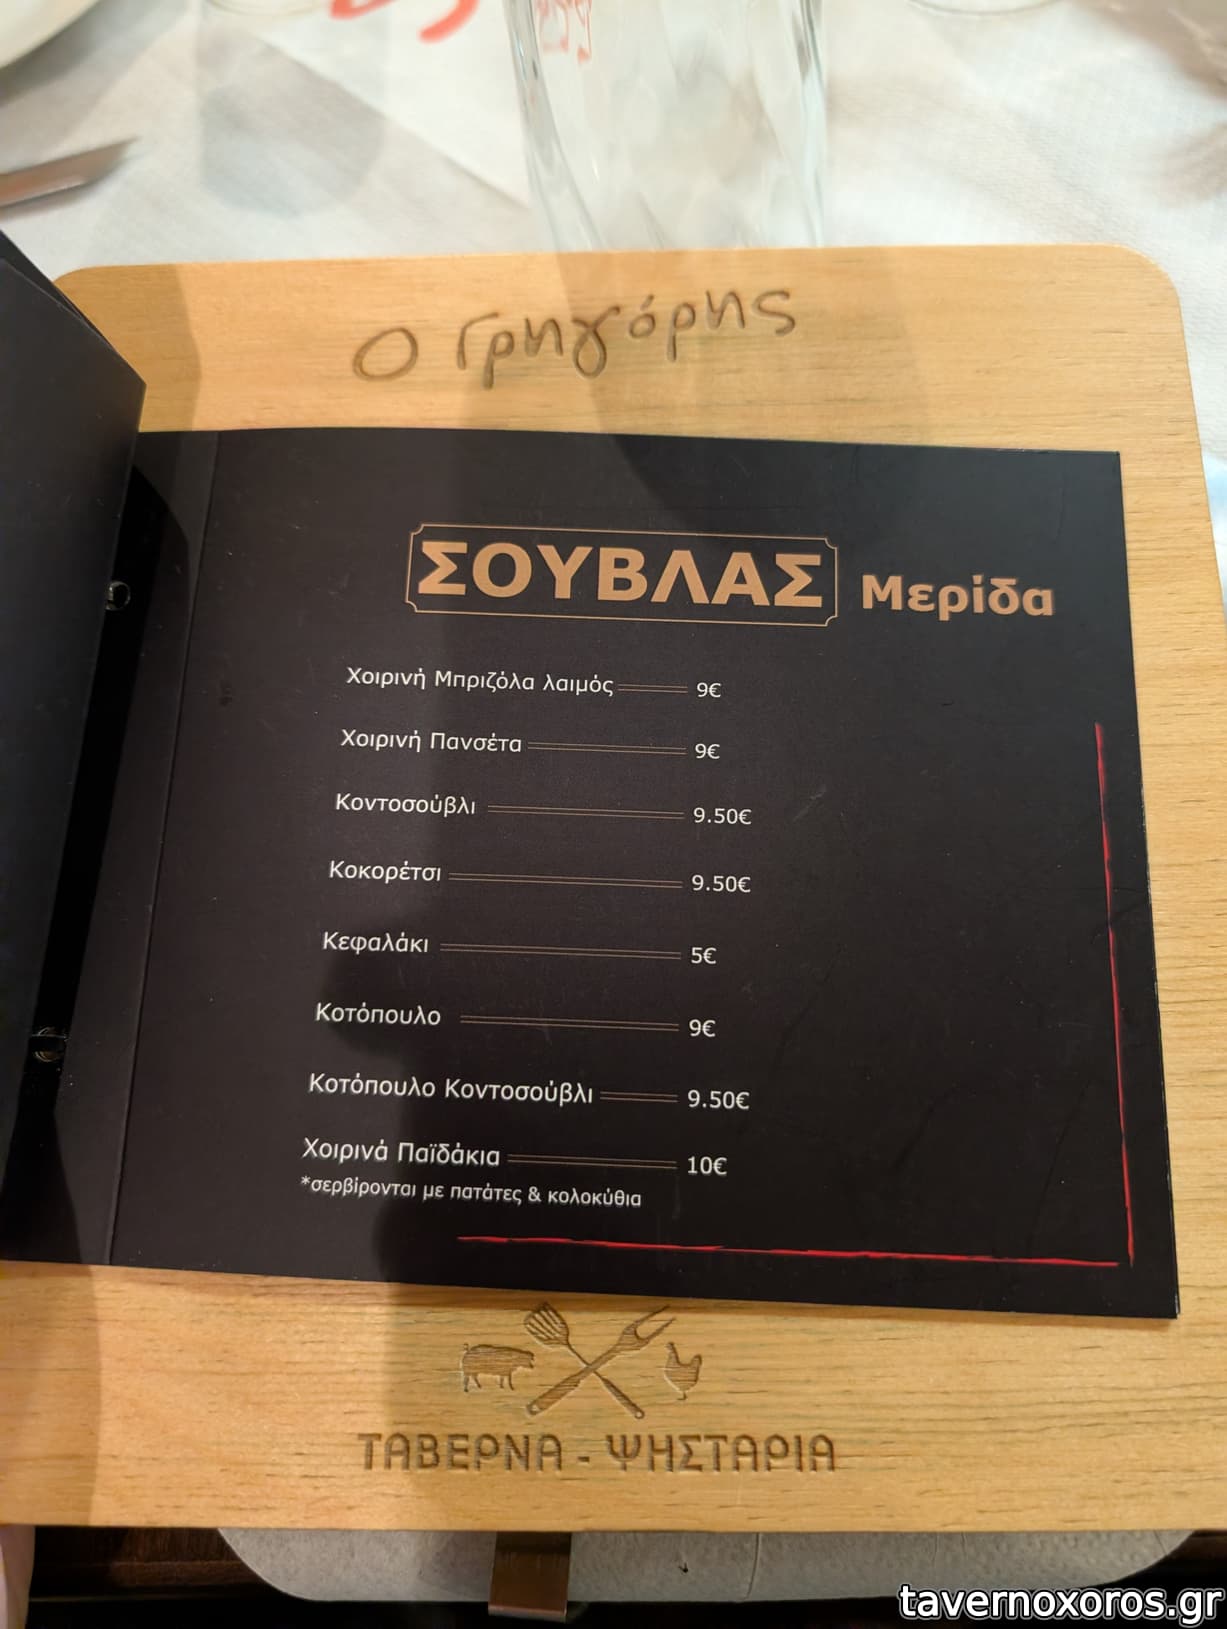 Ο Γρηγόρης
ΣΟΥΒΛΑΣ Μερίδα
Χοιρινή Μπριζόλα λαιμός 9€
Χοιρινή Πανσέτα 9€
Κοντοσούβλι 9.50€
Κοκορέτσι 9.50€
Κεφαλάκι 5€
Κοτόπουλο 9€
Κοτόπουλο Κοντοσούβλι 9.50€
Χοιρινά Παϊδάκια 10€
*σερβίρονται με πατάτες & κολοκύθια
ΤΑΒΕΡΝΑ - ΨΗΣΤΑΡΙΑ
tavernoxoros.gr